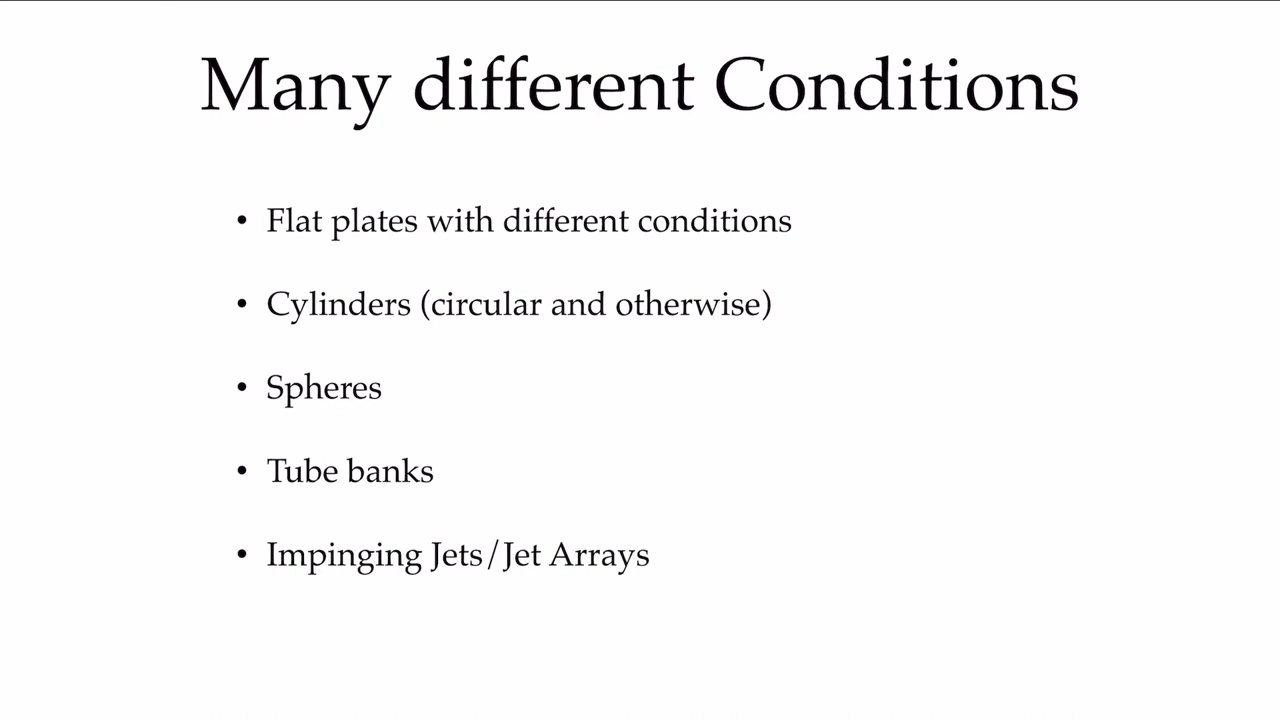 Many different Conditions
• Flat plates with different conditions
• Cylinders (circular and otherwise)
• Spheres
• Tube banks
• Impinging Jets/Jet Arrays